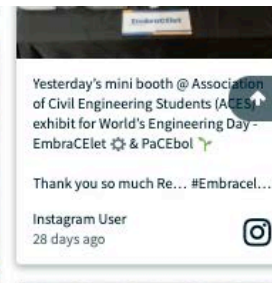 EmbraCElet
Yesterday's mini booth @ Association
of Civil Engineering Students (ACES)
exhibit for World's Engineering Day -
EmbraCElet ⚙️ & PaCEbol 🌱
Thank you so much Re... #Embracel...
Instagram User
28 days ago